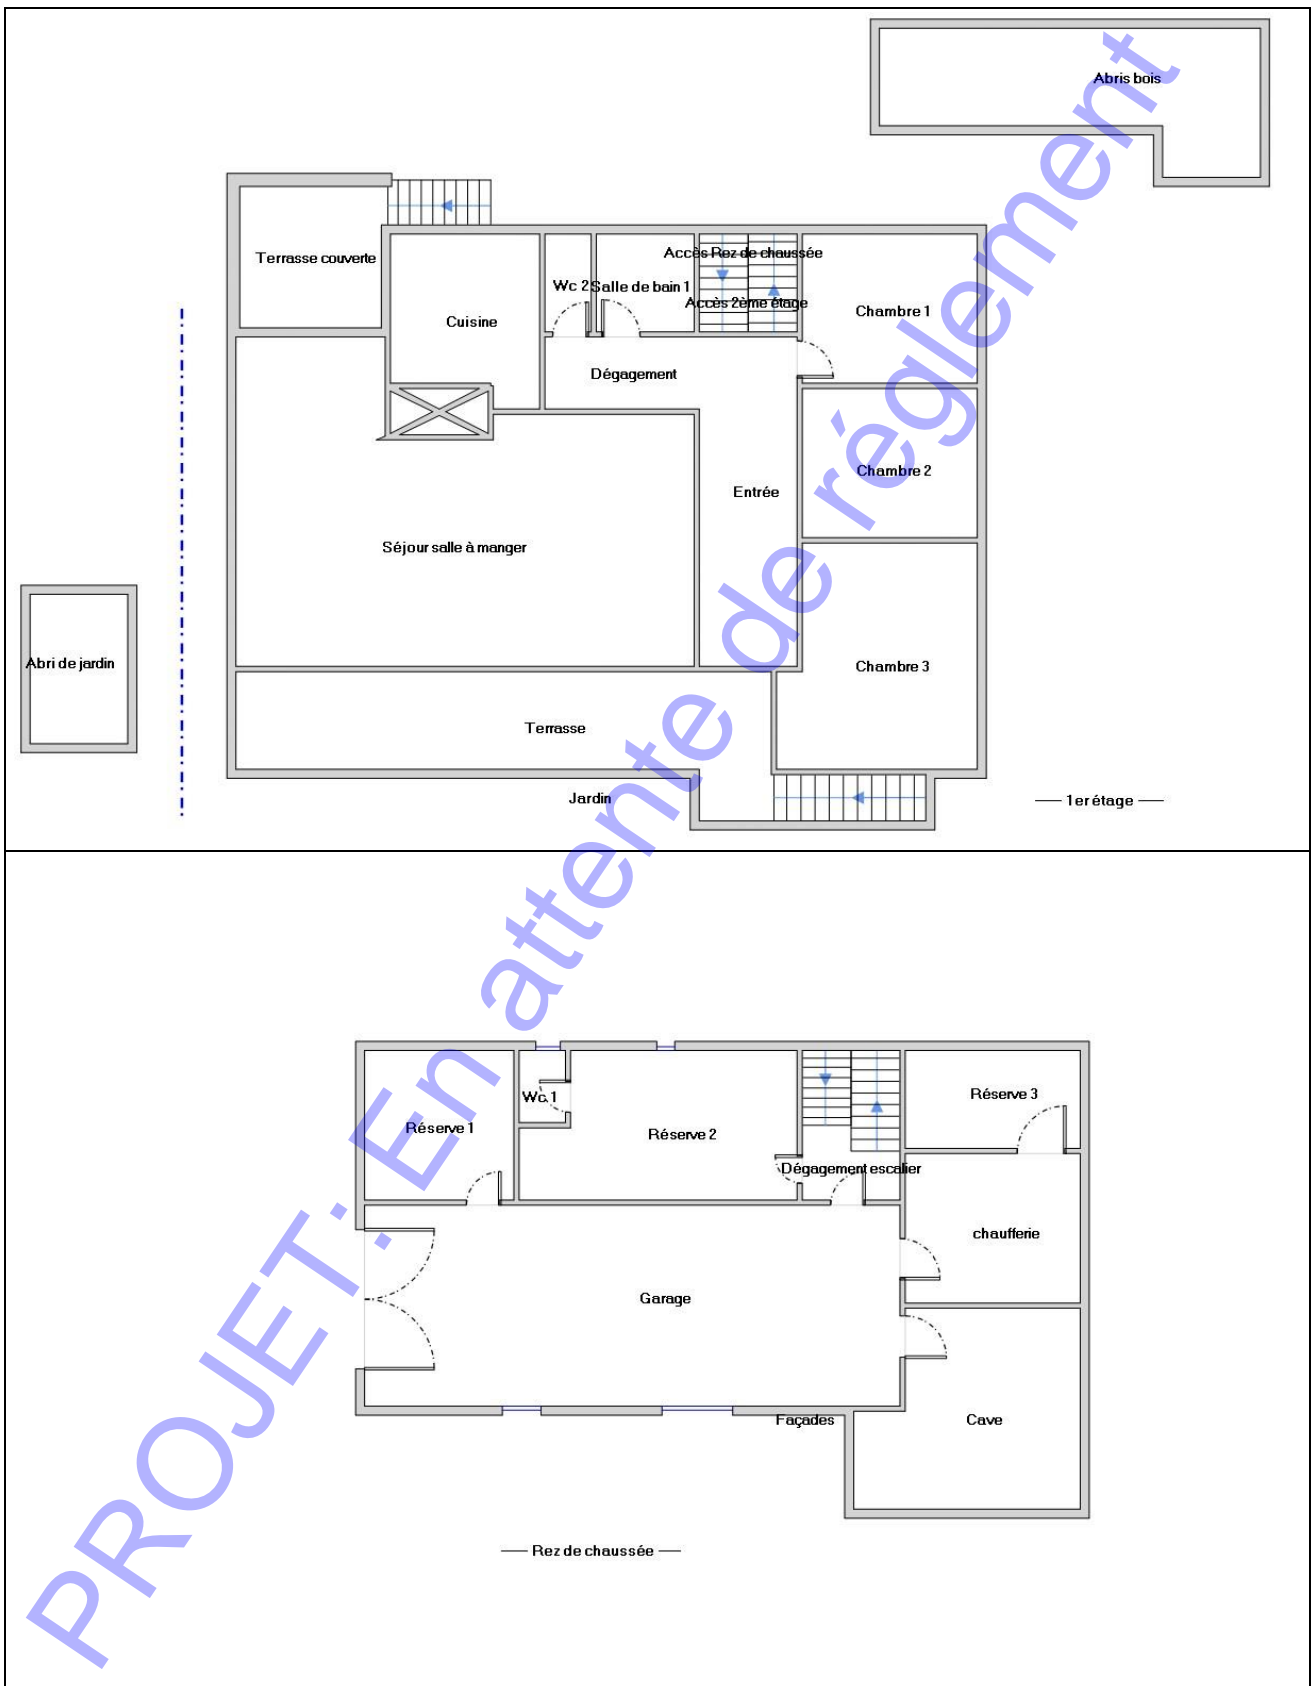 Abris bois
Terrasse couverte
Accès Rez de chaussée
Wc 2
Salle de bain 1
Accès 2ème étage
Chambre 1
Cuisine
Dégagement
Chambre 2
Entrée
Séjour salle à manger
Abri de jardin
Chambre 3
Terrasse
Jardin
1er étage
Réserve 3
Wc 1
Réserve 1
Réserve 2
Dégagement escalier
chaufferie
Garage
Façades
Cave
Rez de chaussée
PROJET: En attente de réglement